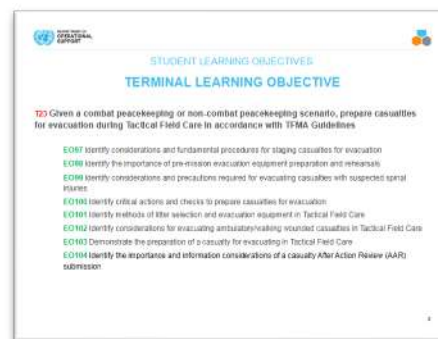 DEPARTMENT OF
OPERATIONAL
SUPPORT
STUDENT LEARNING OBJECTIVES
TERMINAL LEARNING OBJECTIVE
T23 Given a combat peacekeeping or non-combat peacekeeping scenario, prepare casualties
for evacuation during Tactical Field Care in accordance with TFMA Guidelines
EO97 Identify considerations and fundamental procedures for staging casualties for evacuation
EO98 Identify the importance of pre-mission evacuation equipment preparation and rehearsals
EO99 Identify considerations and precautions required for evacuating casualties with suspected spinal
injuries
EO100 Identify critical actions and checks to prepare casualties for evacuation
EO101 Identify methods of litter selection and evacuation equipment in Tactical Field Care
EO102 Identify considerations for evacuating ambulatory/walking wounded casualties in Tactical Field Care
EO103 Demonstrate the preparation of a casualty for evacuating in Tactical Field Care
EO104 Identify the importance and information considerations of a casualty After Action Review (AAR)
submission